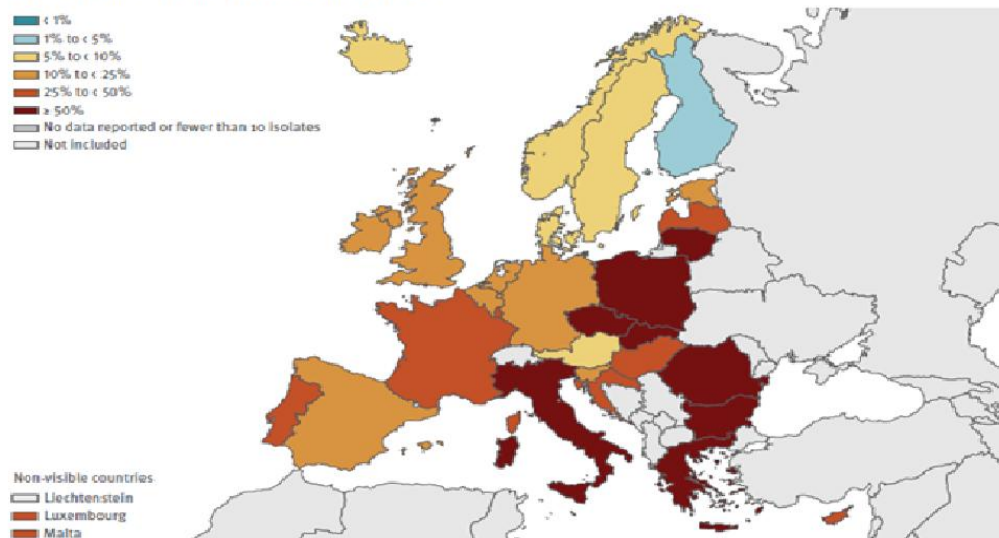 < 1%
1% to < 5%
5% to < 10%
10% to < 25%
25% to < 50%
≥ 50%
No data reported or fewer than 10 isolates
Not included
Non-visible countries
Liechtenstein
Luxembourg
Malta